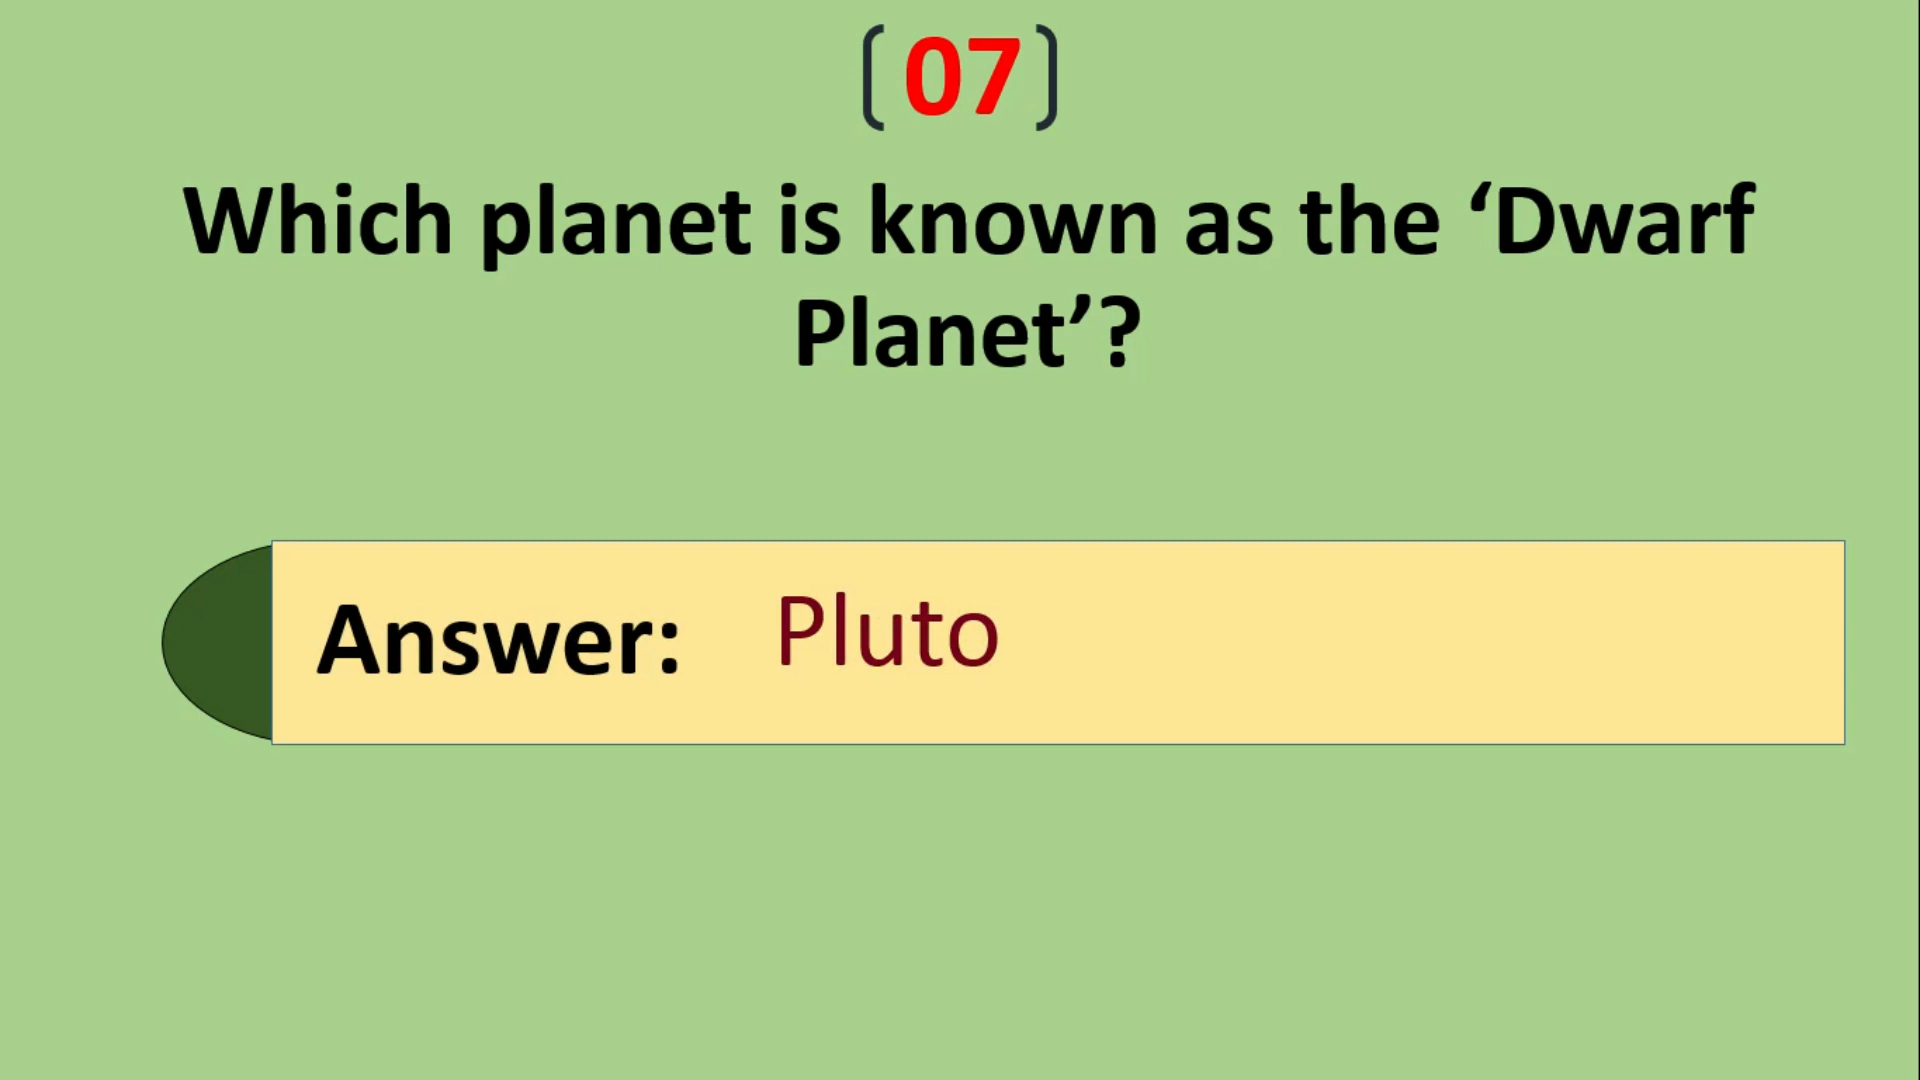 (07)
Which planet is known as the ‘Dwarf
Planet’?
Answer: Pluto